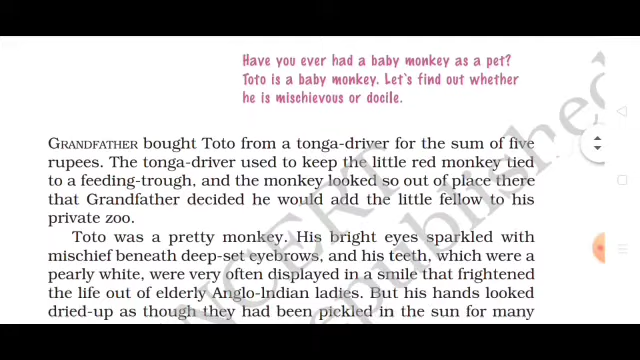 Have you ever had a baby monkey as a pet?
Toto is a baby monkey. Let's find out whether
he is mischievous or docile.
GRANDFATHER bought Toto from a tonga-driver for the sum of five
rupees. The tonga-driver used to keep the little red monkey tied
to a feeding-trough, and the monkey looked so out of place there
that Grandfather decided he would add the little fellow to his
private zoo.
Toto was a pretty monkey. His bright eyes sparkled with
mischief beneath deep-set eyebrows, and his teeth, which were a
pearly white, were very often displayed in a smile that frightened
the life out of elderly Anglo-Indian ladies. But his hands looked
dried-up as though they had been pickled in the sun for many
NCERT
republished